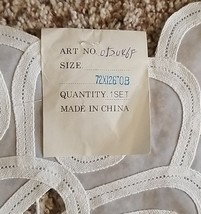 ART NO.
SIZE
72X126"OB
QUANTITY 1SET
MADE IN CHINA